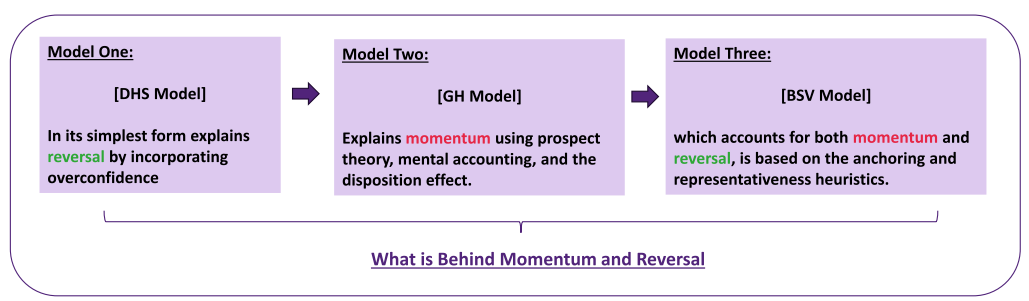 Model One:
[DHS Model]
In its simplest form explains
reversal by incorporating
overconfidence
Model Two:
[GH Model]
Explains momentum using prospect
theory, mental accounting, and the
disposition effect.
Model Three:
[BSV Model]
which accounts for both momentum and
reversal, is based on the anchoring and
representativeness heuristics.
What is Behind Momentum and Reversal